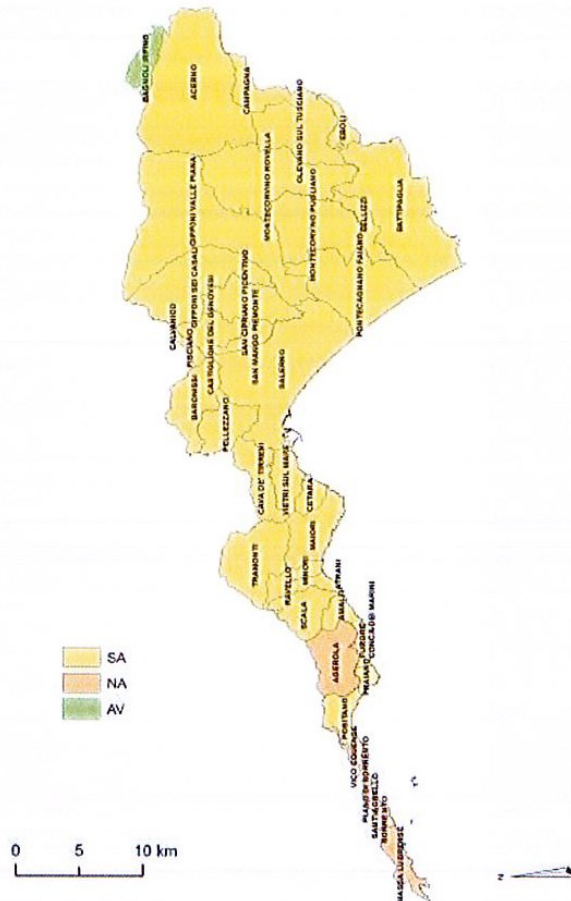 BAGNOLI IRPINO
ACERNO
CAMPAGNA
OLEVANO SUL TUSCIANO
EBOLI
MONTECORVINO ROVELLA
GIFFONI VALLE PIANA
MONTECORVINO PUGLIANO
BELLIZZI
BATTIPAGLIA
PONTECAGNANO FAIANO
GIFFONI SEI CASALI
CALVANICO
FISCIANO
CASTIGLIONE DEL GENOVESI
SAN CIPRIANO PICENTINO
SAN MANGO PIEMONTE
SALERNO
BARONISSI
PELLEZZANO
CAVA DE' TIRRENI
VIETRI SUL MARE
CETARA
MAIORI
TRAMONTI
RAVELLO
MINORI
SCALA
ATRANI
AMALFI
CONCA DEI MARINI
FURORE
PRAIANO
AGEROLA
POSITANO
VICO EQUENSE
PIANO DI SORRENTO
SANT'AGNELLO
SORRENTO
MASSA LUBRENSE
SA
NA
AV
0 5 10 km